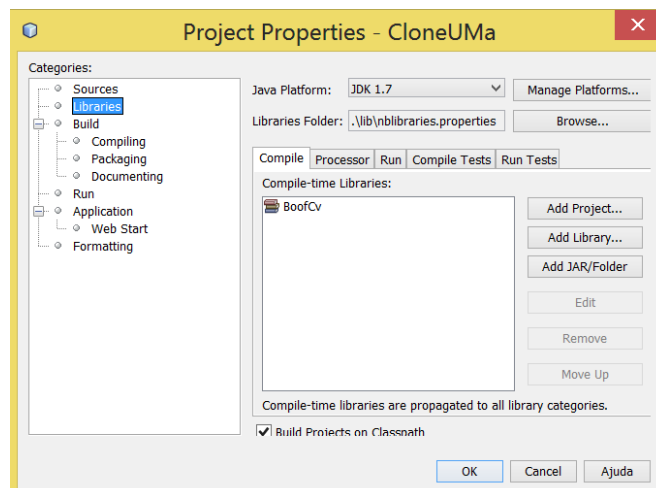 Project Properties - CloneUMa
Categories:
Sources
Libraries
Build
Compiling
Packaging
Documenting
Run
Application
Web Start
Formatting
Java Platform: JDK 1.7 Manage Platforms...
Libraries Folder: .\lib\nblibraries.properties Browse...
Compile Processor Run Compile Tests Run Tests
Compile-time Libraries:
BoofCv
Add Project...
Add Library...
Add JAR/Folder
Edit
Remove
Move Up
Compile-time libraries are propagated to all library categories.
Build Projects on Classpath
OK Cancel Ajuda